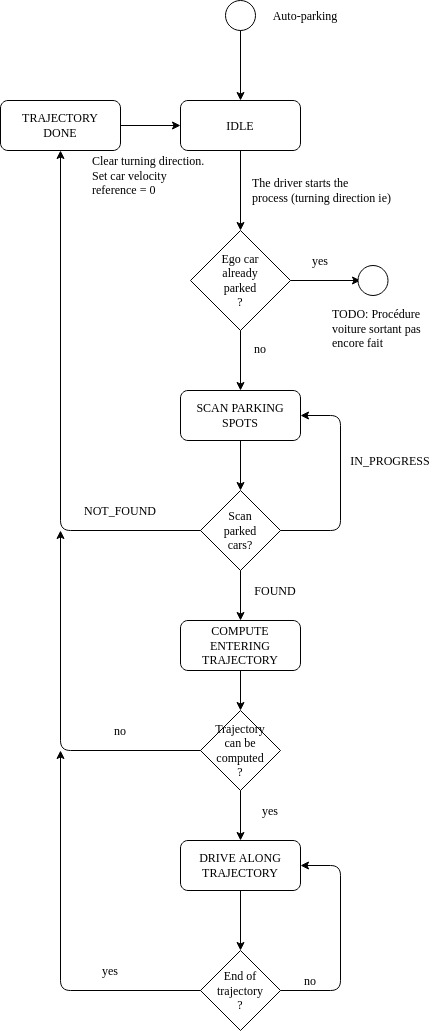 Auto-parking
TRAJECTORY
DONE
IDLE
Clear turning direction.
Set car velocity
reference = 0
The driver starts the
process (turning direction ie)
Ego car
already
parked
?
yes
TODO: Procédure
voiture sortant pas
encore fait
no
SCAN PARKING
SPOTS
IN_PROGRESS
NOT_FOUND
Scan
parked
cars?
FOUND
COMPUTE
ENTERING
TRAJECTORY
no
Trajectory
can be
computed
?
yes
DRIVE ALONG
TRAJECTORY
yes
End of
trajectory
?
no